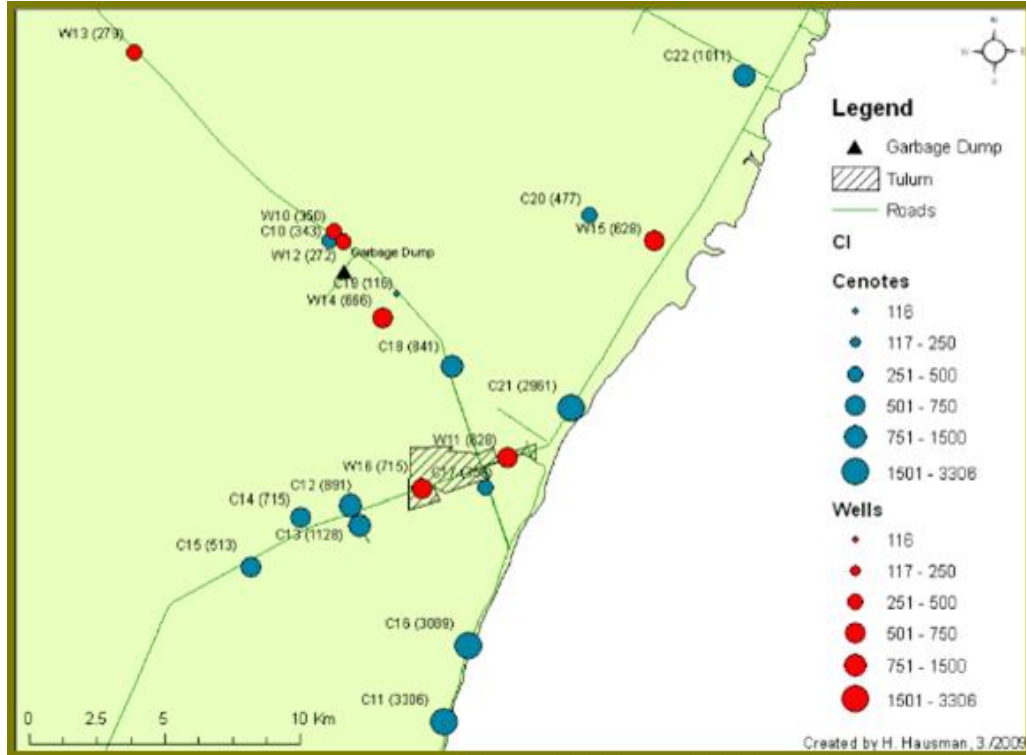 W13 (279)
C22 (1011)
N
W
Legend
Garbage Dump
Tulum
Roads
C20 (477)
W15 (628)
W10 (350)
C10 (343)
W12 (272)
Garbage Dump
C19 (116)
W14 (666)
C18 (841)
C21 (2961)
W11 (628)
W16 (715)
C12 (891)
C14 (715)
C13 (1128)
C15 (513)
C16 (3089)
C11 (3306)
CI
Cenotes
116
117 - 250
251 - 500
501 - 750
751 - 1500
1501 - 3306
Wells
116
117 - 250
251 - 500
501 - 750
751 - 1500
1501 - 3306
0 2.5 5 10 Km
Created by H. Hausman, 3/2009